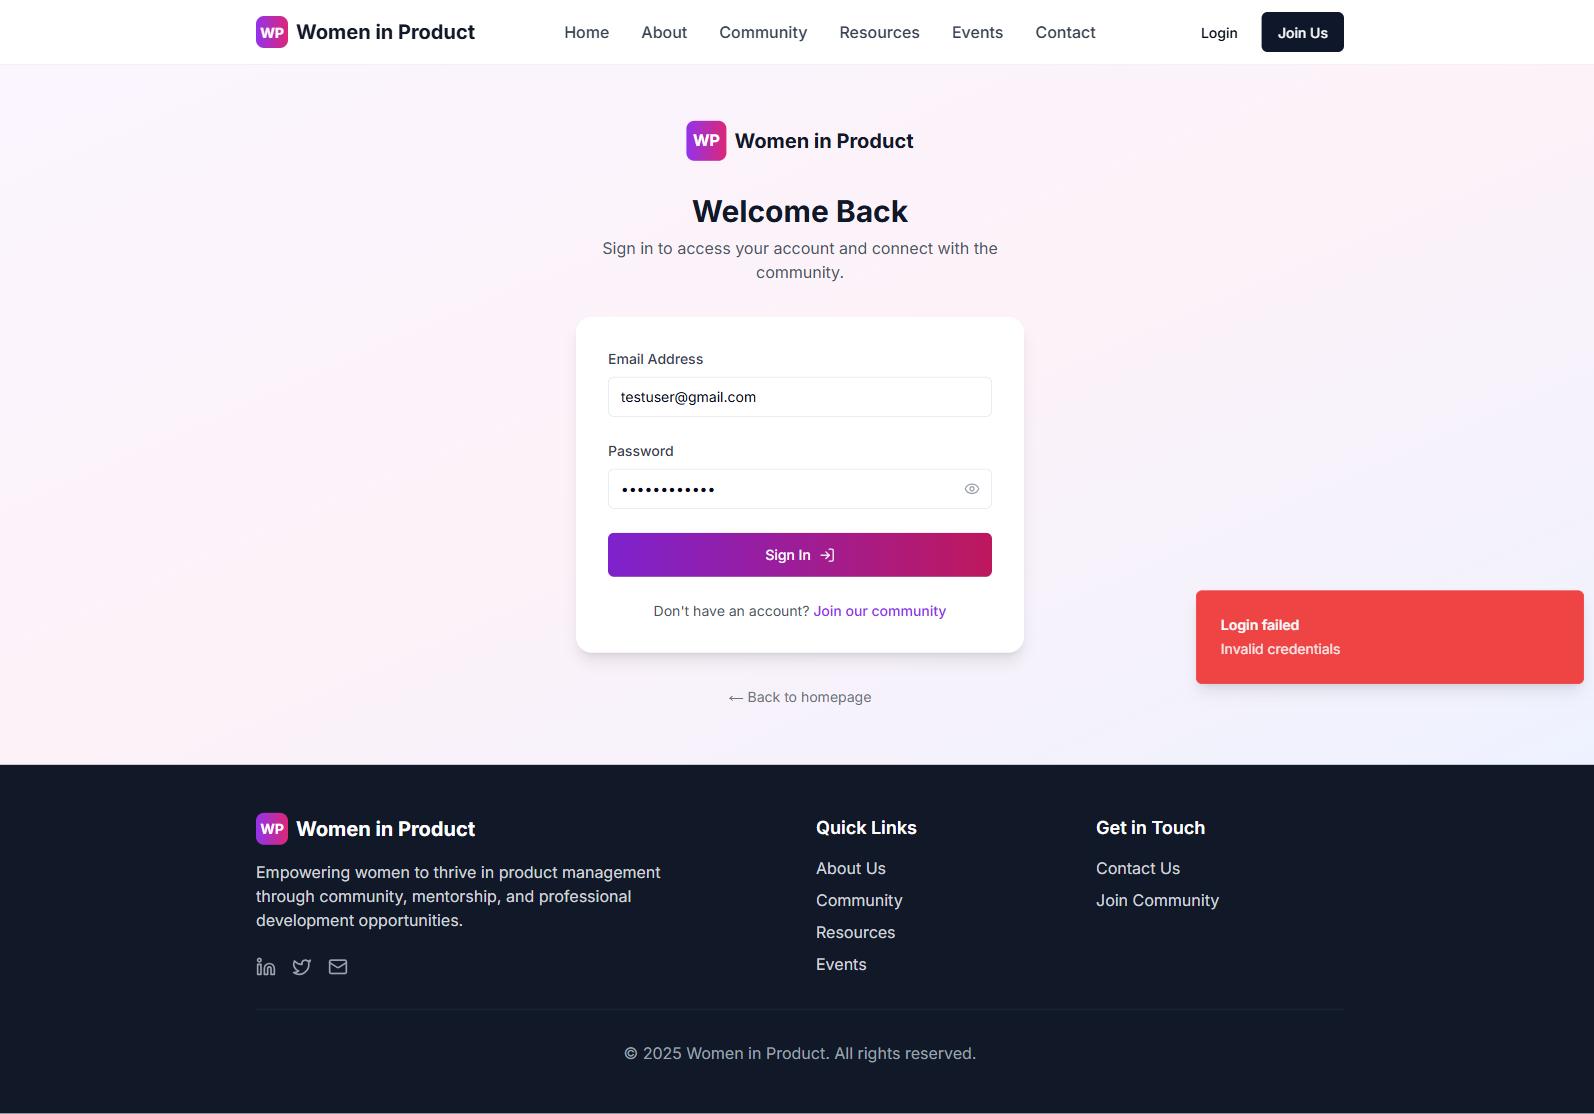 WP Women in Product Home About Community Resources Events Contact Login Join Us
WP Women in Product
Welcome Back
Sign in to access your account and connect with the
community.
Email Address
testuser@gmail.com
Password
••••••••••••
Sign In
Don't have an account? Join our community
← Back to homepage
Login failed
Invalid credentials
WP Women in Product
Empowering women to thrive in product management
through community, mentorship, and professional
development opportunities.
Quick Links
About Us
Community
Resources
Events
Get in Touch
Contact Us
Join Community
© 2025 Women in Product. All rights reserved.